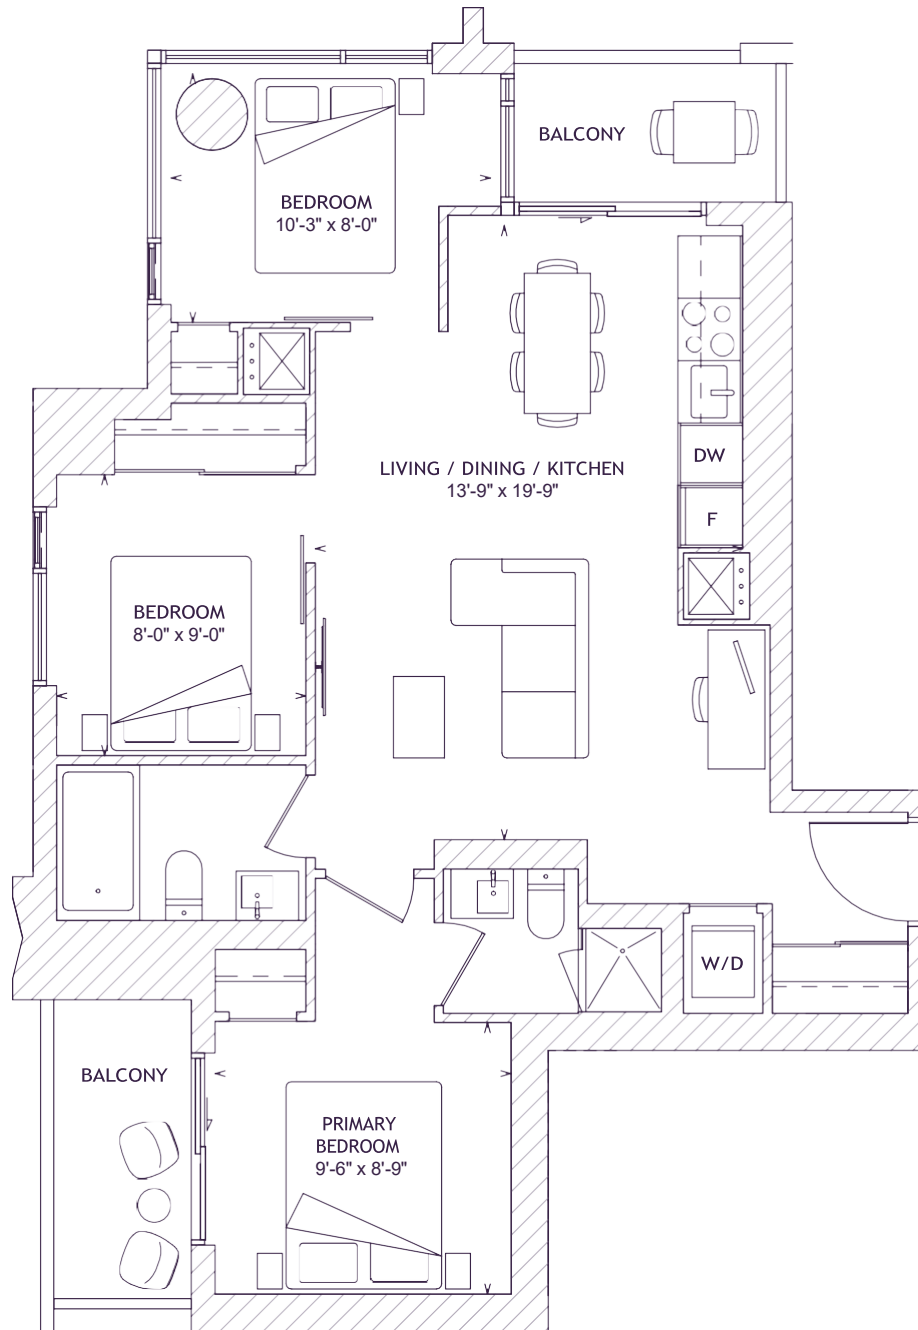 BALCONY
BEDROOM
10'-3" x 8'-0"
LIVING / DINING / KITCHEN
13'-9" x 19'-9"
DW
F
BEDROOM
8'-0" x 9'-0"
W/D
BALCONY
PRIMARY
BEDROOM
9'-6" x 8'-9"